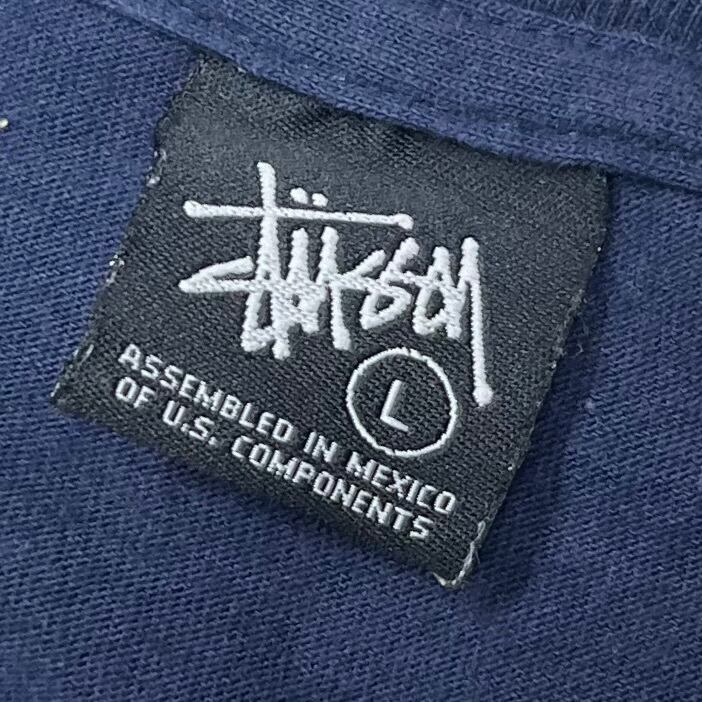 Stüssy
L
ASSEMBLED IN MEXICO
OF U.S. COMPONENTS